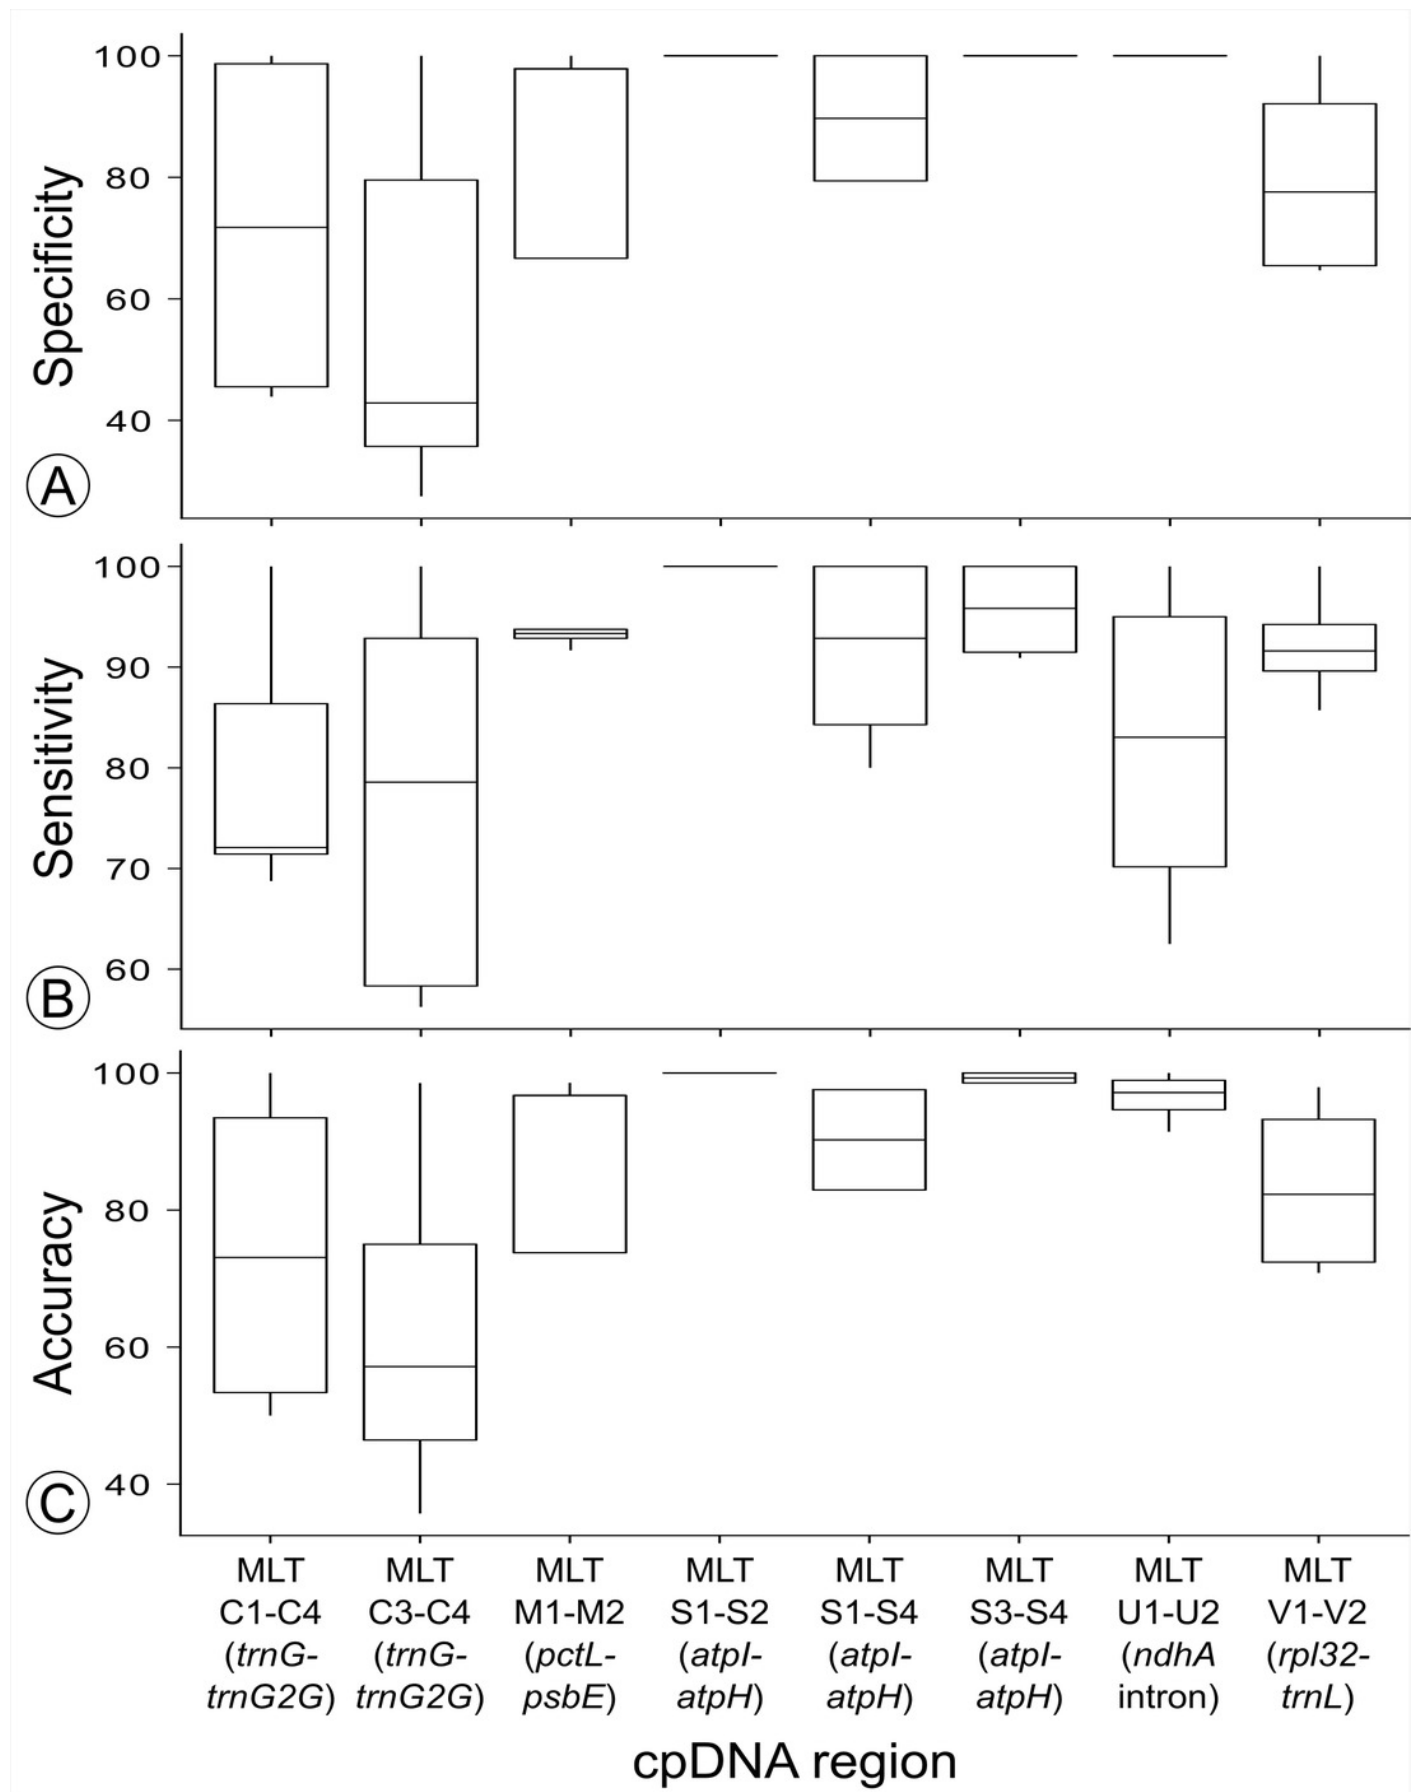 100
80
60
40
Specificity
A
100
90
80
70
60
Sensitivity
B
100
80
60
40
Accuracy
C
MLT MLT MLT MLT MLT MLT MLT MLT
C1-C4 C3-C4 M1-M2 S1-S2 S1-S4 S3-S4 U1-U2 V1-V2
(trnG- (trnG- (pctL- (atpI- (atpI- (atpI- (ndhA (rpl32-
trnG2G) trnG2G) psbE) atpH) atpH) atpH) intron) trnL)
cpDNA region